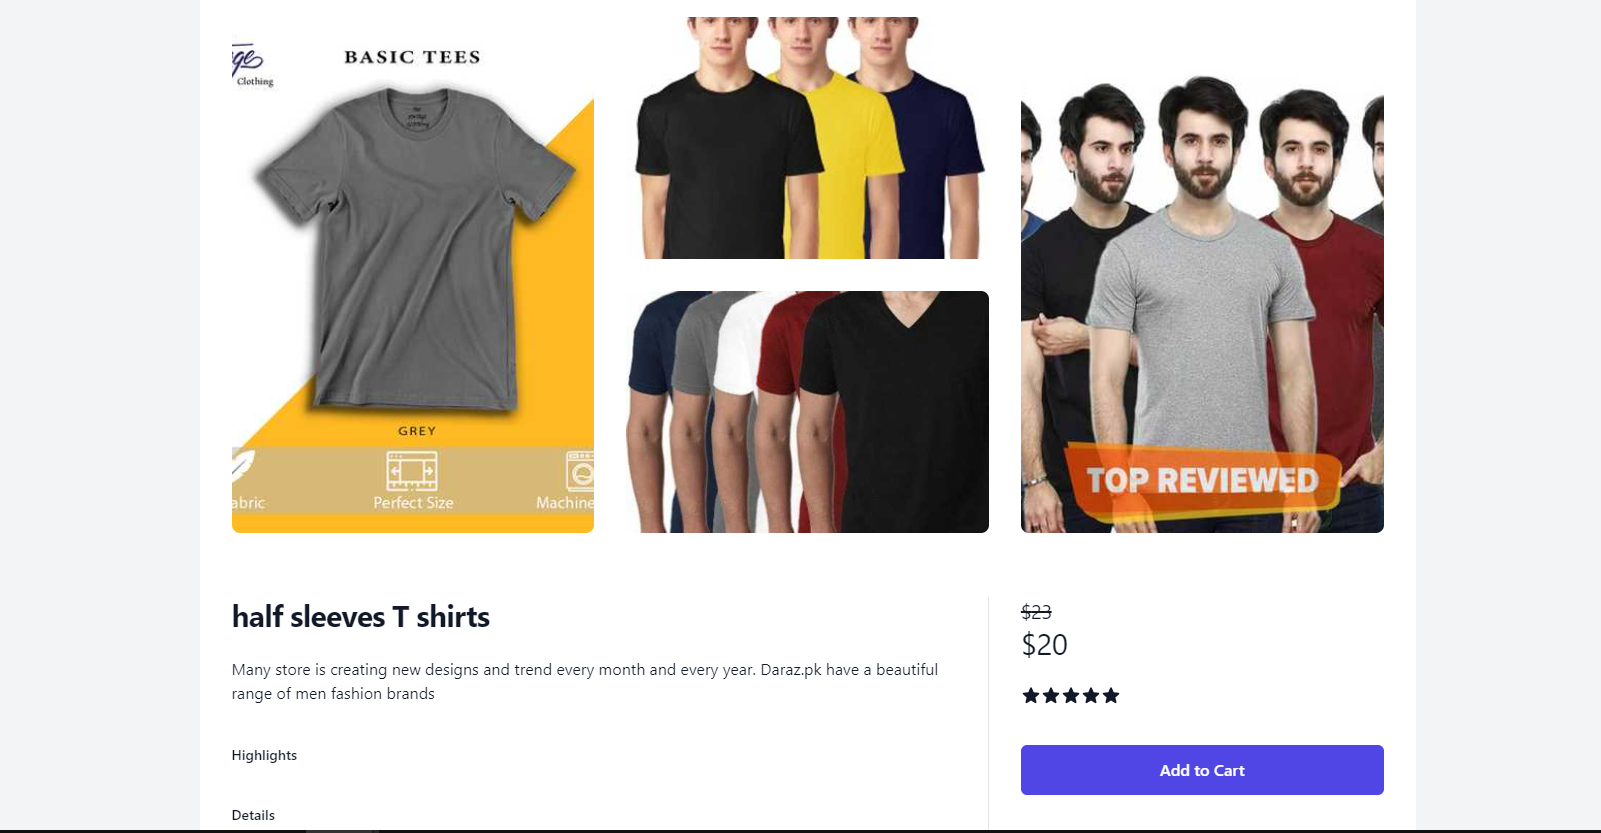 Clothing
BASIC TEES
GREY
abric
Perfect Size
Machine
TOP REVIEWED
half sleeves T shirts
Many store is creating new designs and trend every month and every year. Daraz.pk have a beautiful
range of men fashion brands
Highlights
Details
$23
$20
Add to Cart